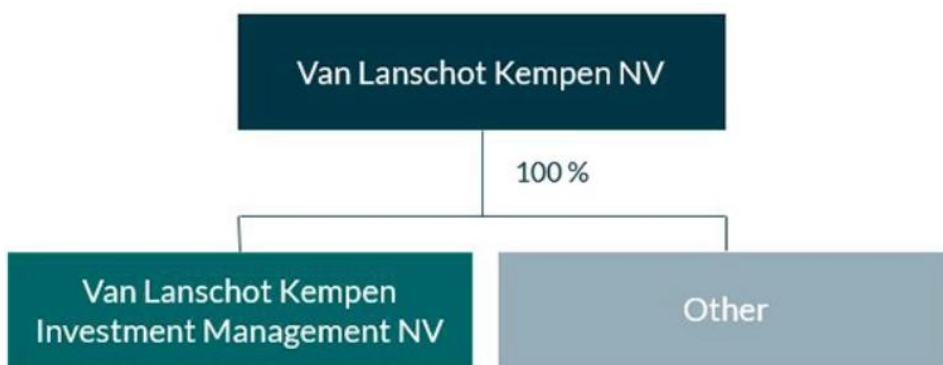 Van Lanschot Kempen NV
100 %
Van Lanschot Kempen
Investment Management NV
Other